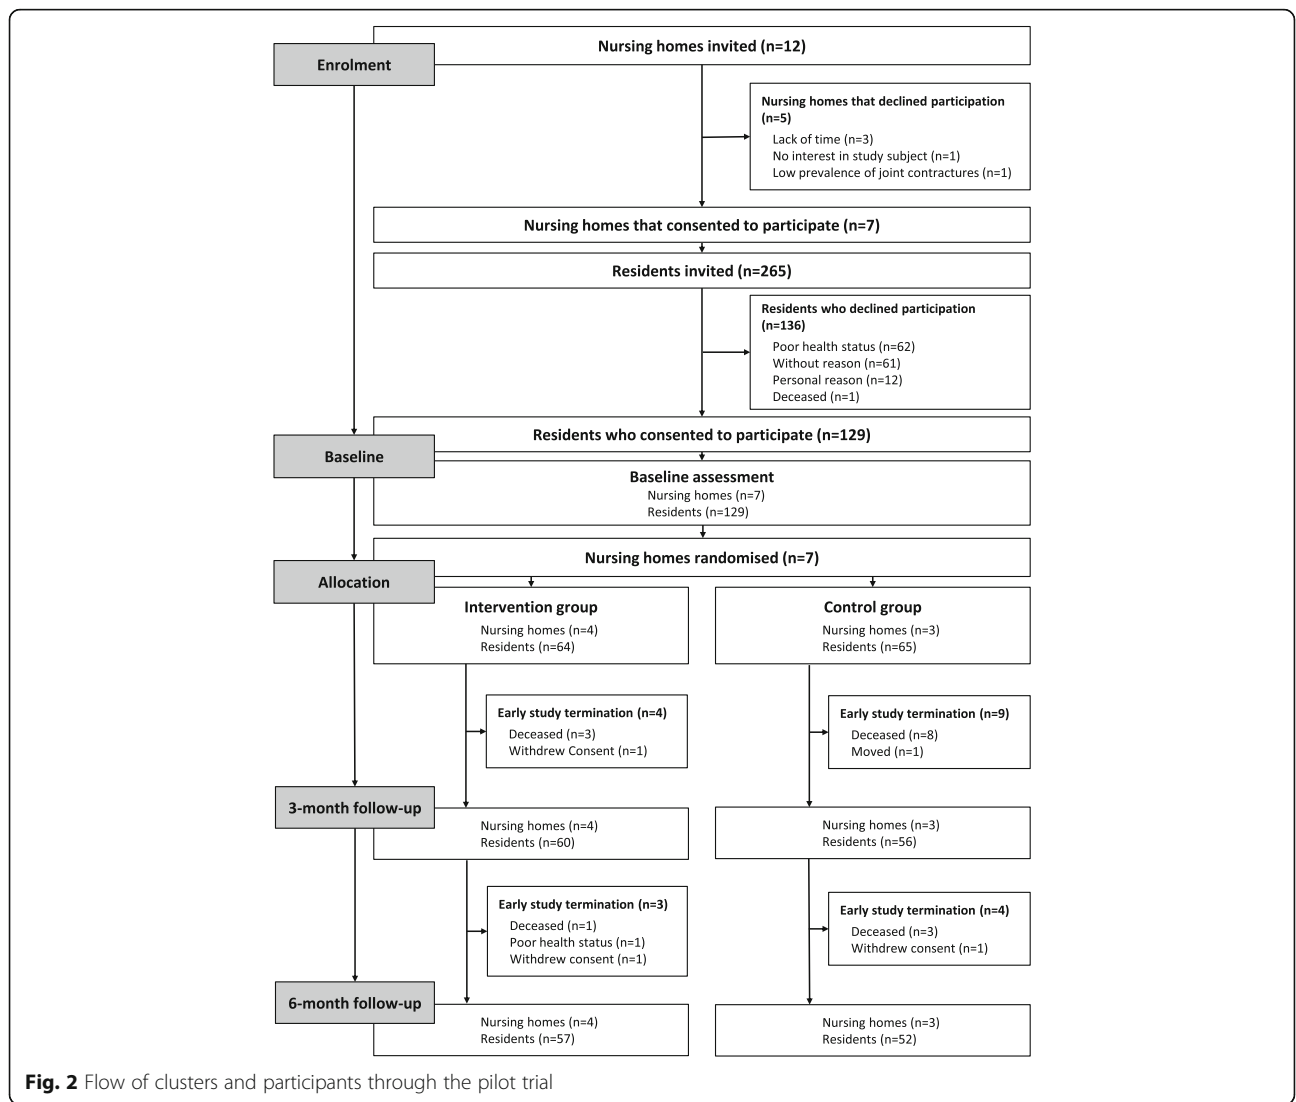 Nursing homes invited (n=12)
Enrolment
Nursing homes that declined participation
(n=5)
Lack of time (n=3)
No interest in study subject (n=1)
Low prevalence of joint contractures (n=1)
Nursing homes that consented to participate (n=7)
Residents invited (n=265)
Residents who declined participation
(n=136)
Poor health status (n=62)
Without reason (n=61)
Personal reason (n=12)
Deceased (n=1)
Residents who consented to participate (n=129)
Baseline
Baseline assessment
Nursing homes (n=7)
Residents (n=129)
Nursing homes randomised (n=7)
Allocation
Intervention group
Nursing homes (n=4)
Residents (n=64)
Control group
Nursing homes (n=3)
Residents (n=65)
Early study termination (n=4)
Deceased (n=3)
Withdrew Consent (n=1)
Early study termination (n=9)
Deceased (n=8)
Moved (n=1)
3-month follow-up
Nursing homes (n=4)
Residents (n=60)
Nursing homes (n=3)
Residents (n=56)
Early study termination (n=3)
Deceased (n=1)
Poor health status (n=1)
Withdrew consent (n=1)
Early study termination (n=4)
Deceased (n=3)
Withdrew consent (n=1)
6-month follow-up
Nursing homes (n=4)
Residents (n=57)
Nursing homes (n=3)
Residents (n=52)
Fig. 2 Flow of clusters and participants through the pilot trial